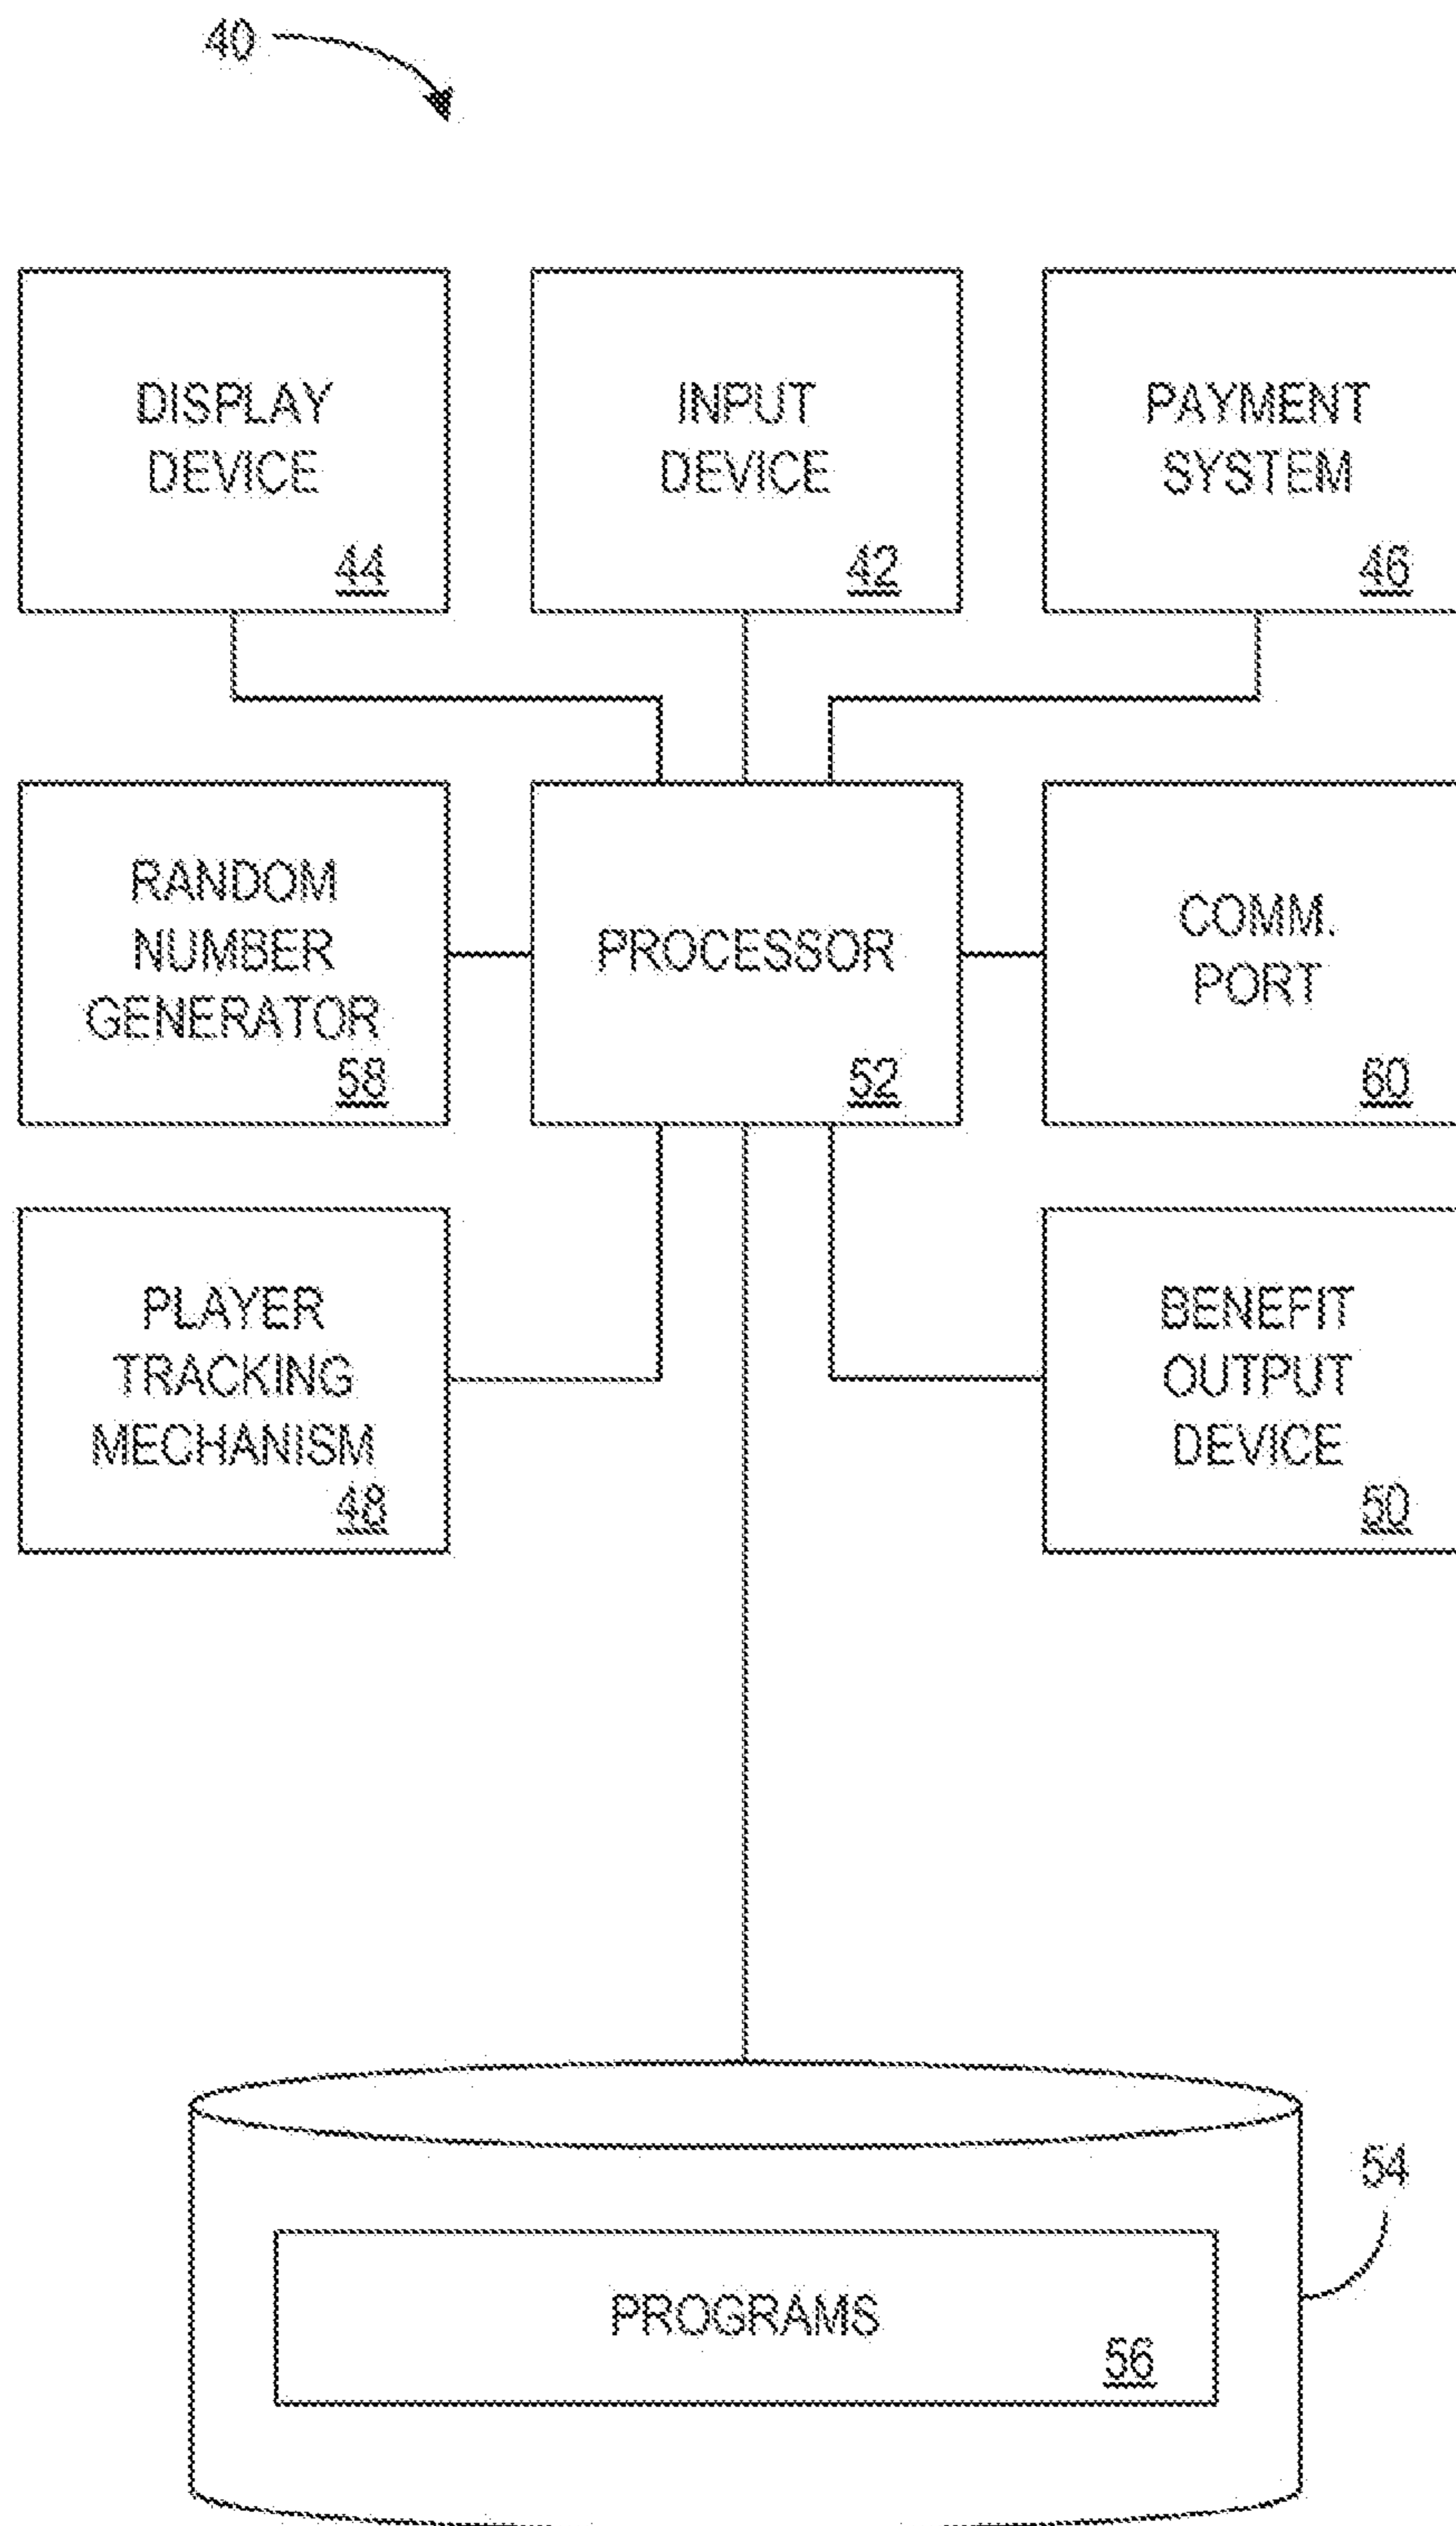 40
DISPLAY
DEVICE
44
INPUT
DEVICE
42
PAYMENT
SYSTEM
46
RANDOM
NUMBER
GENERATOR
58
PROCESSOR
52
COMM.
PORT
60
PLAYER
TRACKING
MECHANISM
48
BENEFIT
OUTPUT
DEVICE
50
54
PROGRAMS
56